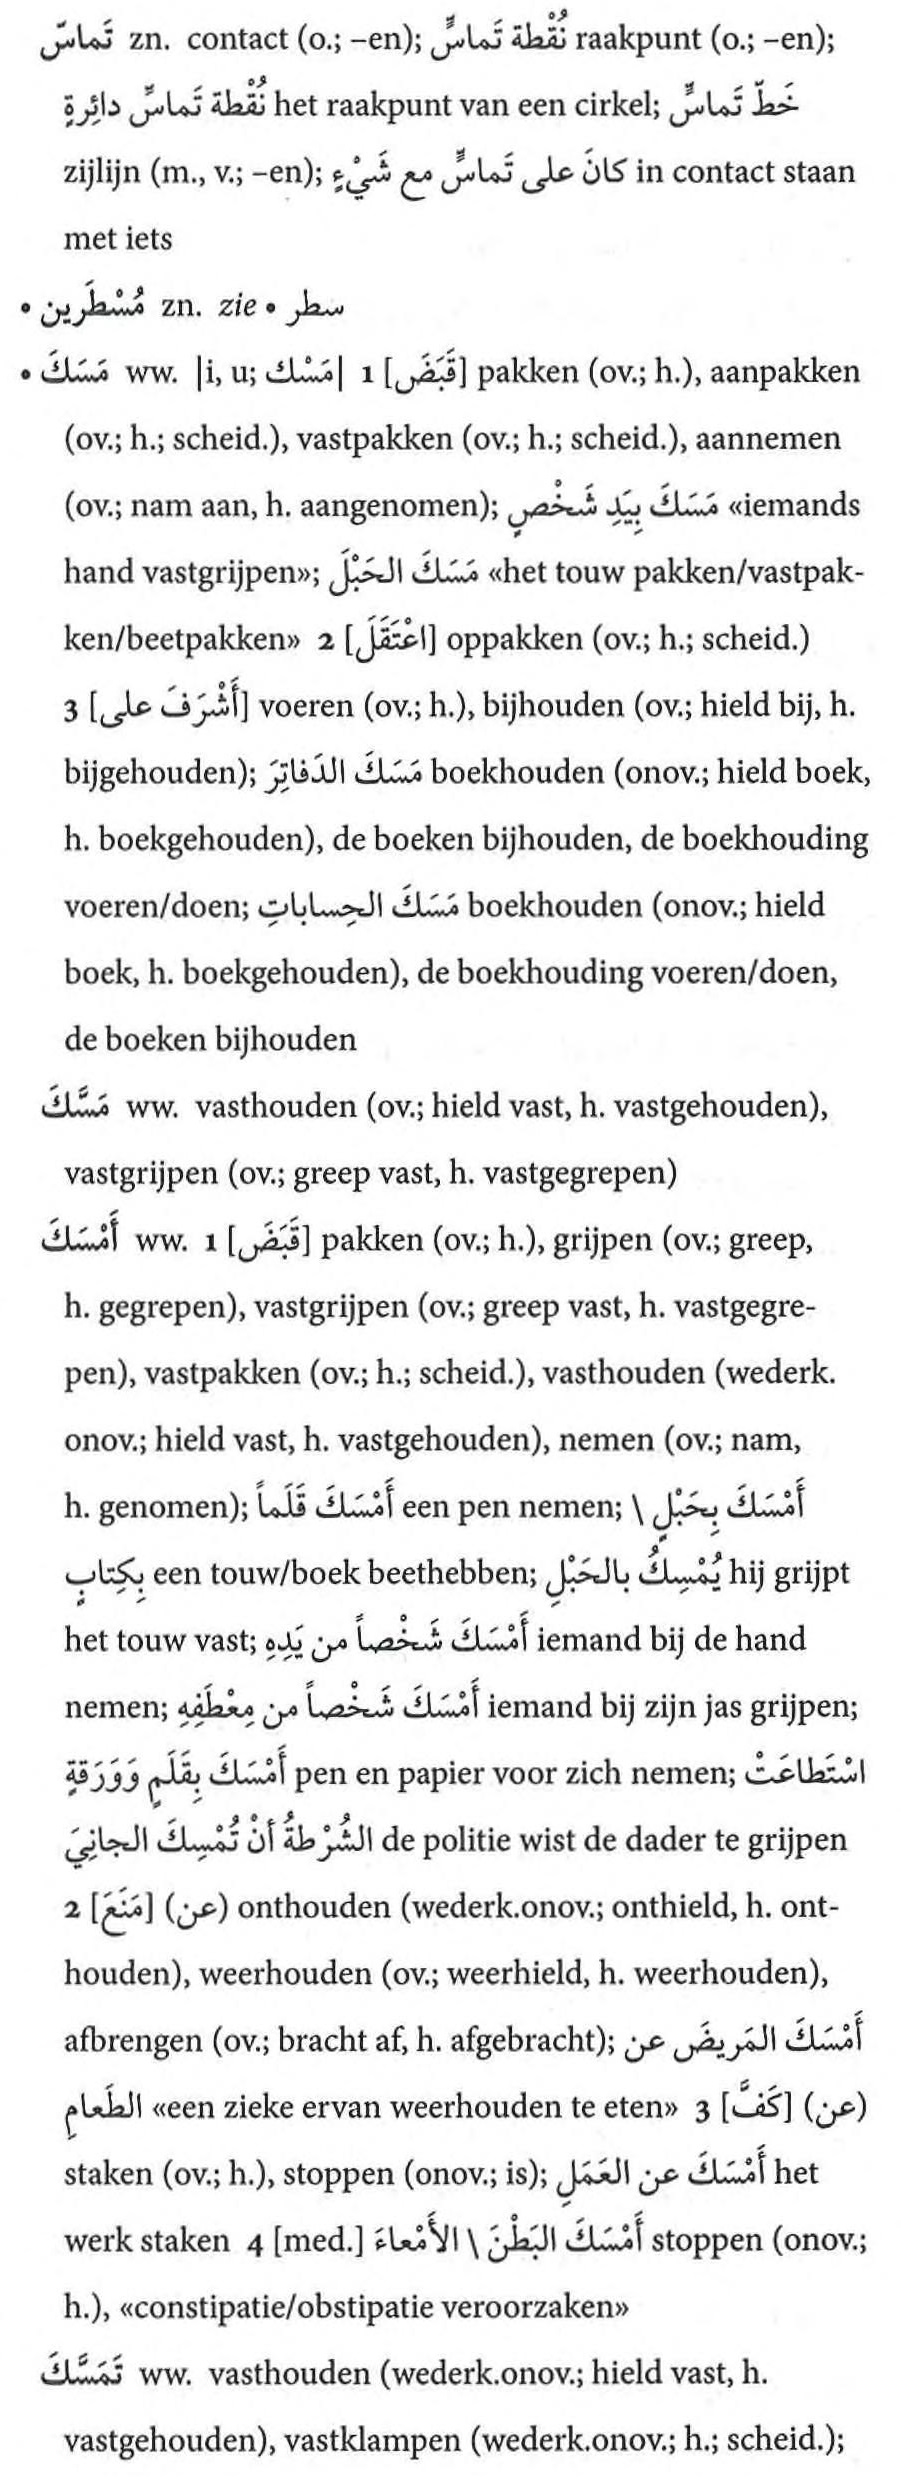 تَماسّ zn. contact (o.; –en); نُقْطة تَماسٍّ raakpunt (o.; –en);
نُقْطة تَماسِّ دائِرةٍ het raakpunt van een cirkel; خَطّ تَماسٍّ
zijlijn (m., v.; –en); كانَ على تَماسٍّ مع شَيْءٍ in contact staan
met iets
• مُسْطَرين zn. zie • سطر
• مَسَكَ ww. |i, u; مَسْك| 1 [قَبَضَ] pakken (ov.; h.), aanpakken
(ov.; h.; scheid.), vastpakken (ov.; h.; scheid.), aannemen
(ov.; nam aan, h. aangenomen); مَسَكَ بِيَدِ شَخْصٍ «iemands
hand vastgrijpen»; مَسَكَ الحَبْلَ «het touw pakken/vastpak-
ken/beetpakken» 2 [اعْتَقَلَ] oppakken (ov.; h.; scheid.)
3 [أَشْرَفَ على] voeren (ov.; h.), bijhouden (ov.; hield bij, h.
bijgehouden); مَسَكَ الدَفاتِرَ boekhouden (onov.; hield boek,
h. boekgehouden), de boeken bijhouden, de boekhouding
voeren/doen; مَسَكَ الحِساباتِ boekhouden (onov.; hield
boek, h. boekgehouden), de boekhouding voeren/doen,
de boeken bijhouden
مَسَّكَ ww. vasthouden (ov.; hield vast, h. vastgehouden),
vastgrijpen (ov.; greep vast, h. vastgegrepen)
أَمْسَكَ ww. 1 [قَبَضَ] pakken (ov.; h.), grijpen (ov.; greep,
h. gegrepen), vastgrijpen (ov.; greep vast, h. vastgegre-
pen), vastpakken (ov.; h.; scheid.), vasthouden (wederk.
onov.; hield vast, h. vastgehouden), nemen (ov.; nam,
h. genomen); أَمْسَكَ قَلَماً een pen nemen; أَمْسَكَ بِحَبْلٍ \
بِكِتابٍ een touw/boek beethebben; يُمْسِكُ بالحَبْلِ hij grijpt
het touw vast; أَمْسَكَ شَخْصاً من يَدِهِ iemand bij de hand
nemen; أَمْسَكَ شَخْصاً من مِعْطَفِهِ iemand bij zijn jas grijpen;
أَمْسَكَ بِقَلَمٍ وَوَرَقةٍ pen en papier voor zich nemen; اسْتَطاعَتْ
الشُرْطةُ أنْ تُمْسِكَ الجانِيَ de politie wist de dader te grijpen
2 [مَنَعَ] (عن) onthouden (wederk.onov.; onthield, h. ont-
houden), weerhouden (ov.; weerhield, h. weerhouden),
afbrengen (ov.; bracht af, h. afgebracht); أَمْسَكَ المَريضَ عن
الطَعامِ «een zieke ervan weerhouden te eten» 3 [كَفَّ] (عن)
staken (ov.; h.), stoppen (onov.; is); أَمْسَكَ عن العَمَلِ het
werk staken 4 [med.] أَمْسَكَ البَطْنَ \ الأَمْعاءَ stoppen (onov.;
h.), «constipatie/obstipatie veroorzaken»
تَمَسَّكَ ww. vasthouden (wederk.onov.; hield vast, h.
vastgehouden), vastklampen (wederk.onov.; h.; scheid.);